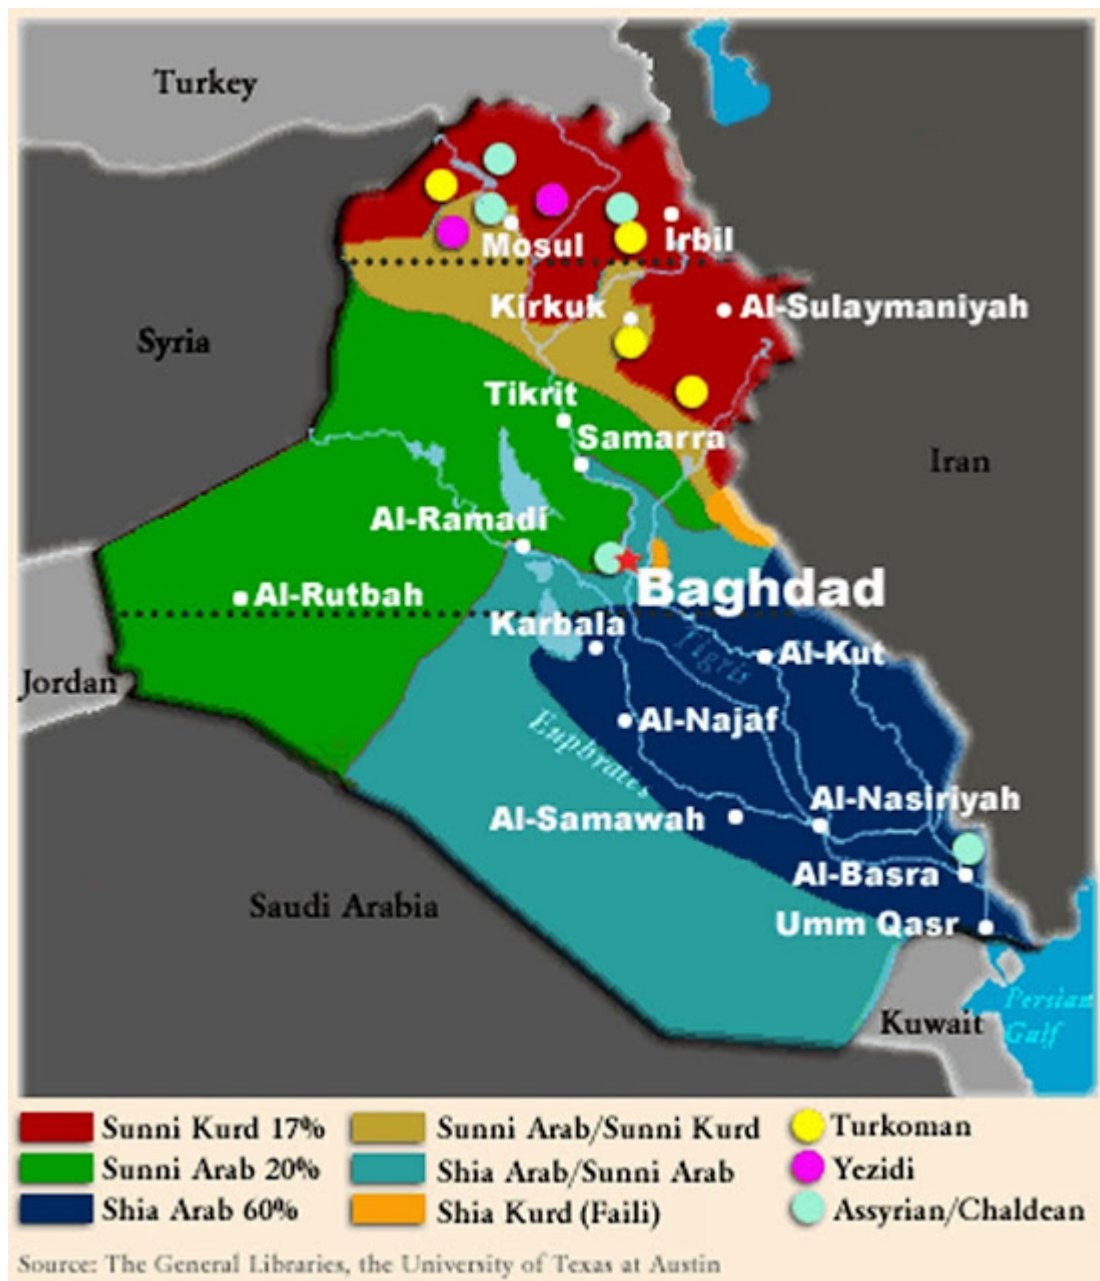 Turkey
Syria
Iran
Mosul
Irbil
Kirkuk
Al-Sulaymaniyah
Tikrit
Samarra
Al-Ramadi
Baghdad
Al-Rutbah
Karbala
Tigris
Al-Kut
Jordan
Al-Najaf
Euphrates
Al-Nasiriyah
Al-Samawah
Al-Basra
Saudi Arabia
Umm Qasr
Persian
Gulf
Kuwait
Sunni Kurd 17%
Sunni Arab 20%
Shia Arab 60%
Sunni Arab/Sunni Kurd
Shia Arab/Sunni Arab
Shia Kurd (Faili)
Turkoman
Yezidi
Assyrian/Chaldean
Source: The General Libraries, the University of Texas at Austin